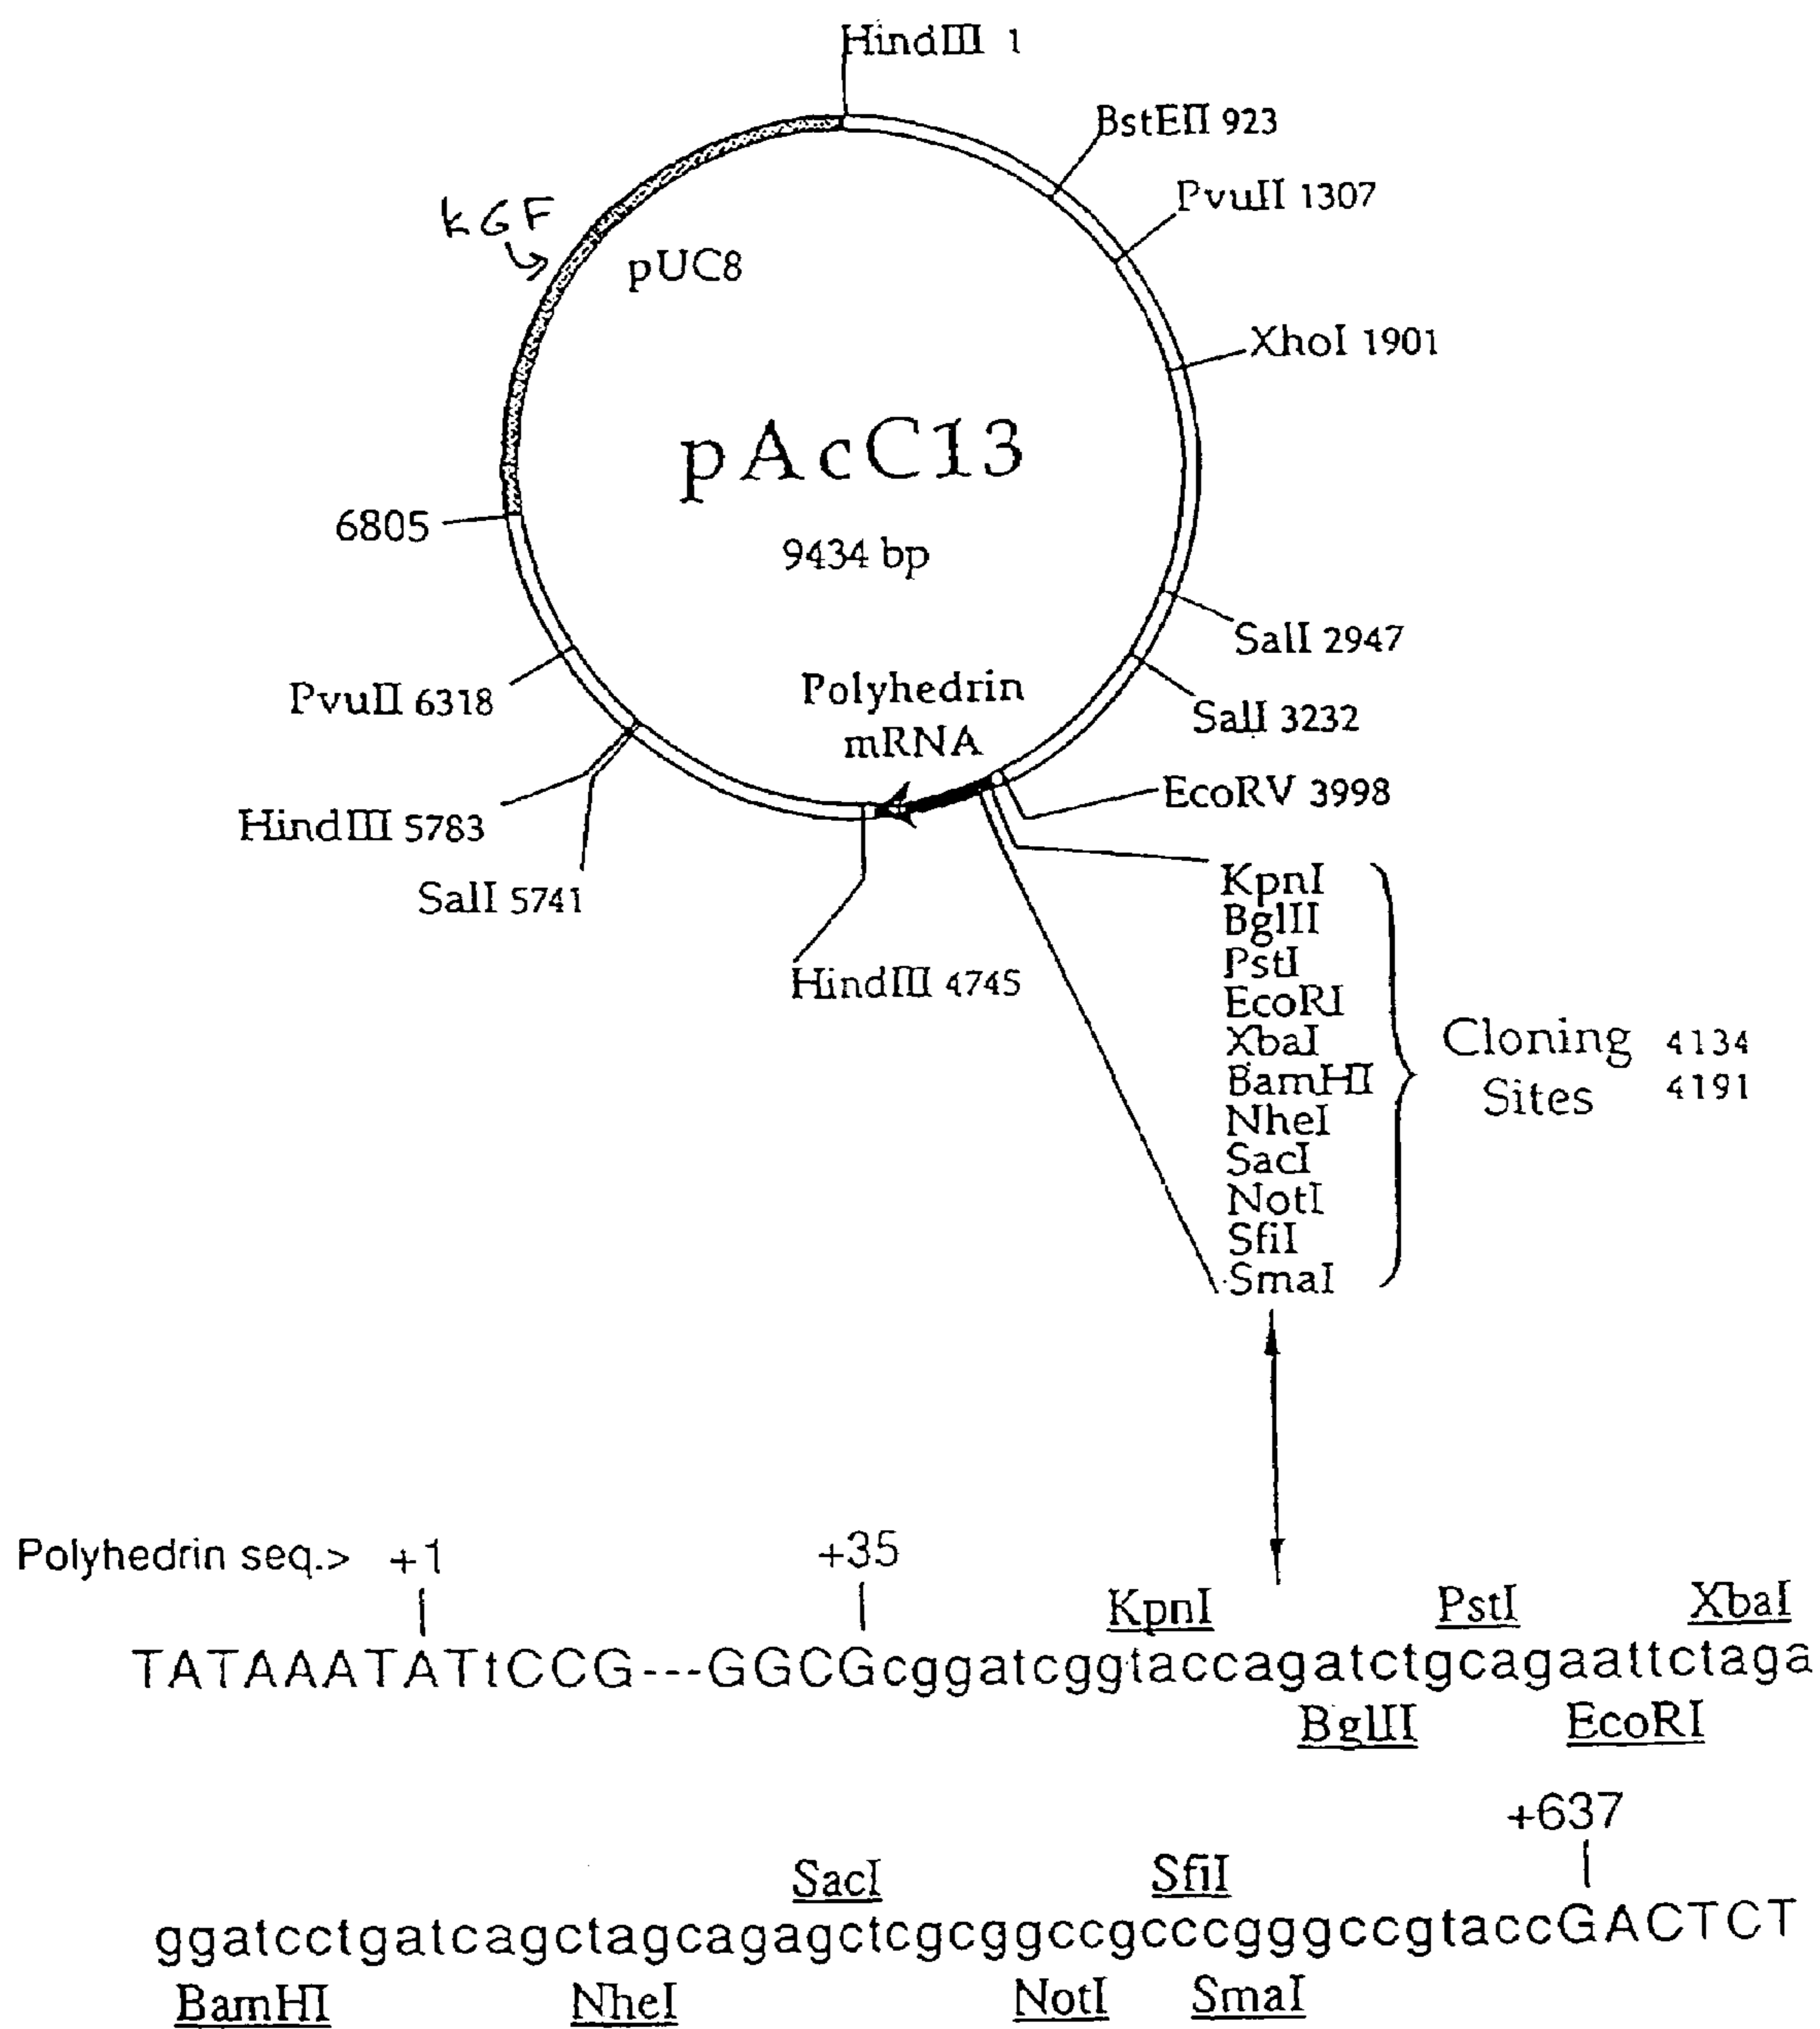 HindIII 1
BstEII 923
PvuII 1307
kGF
pUC8
XhoI 1901
pAcC13
6805
9434 bp
SalI 2947
PvuII 6318
Polyhedrin
mRNA
SalI 3232
EcoRV 3998
HindIII 5783
SalI 5741
HindIII 4745
KpnI
BglII
PstI
EcoRI
XbaI
BamHI
NheI
SacI
NotI
SfiI
SmaI
Cloning 4134
Sites 4191
Polyhedrin seq.> +1 +35
KpnI PstI XbaI
TATAAATATtCCG---GGCGcggatcggtaccagatctgcagaattctaga
BglII EcoRI
+637
SacI SfiI
ggatcctgatcagctagcagagctcgcggccgcccgggccgtaccGACTCT
BamHI NheI NotI SmaI